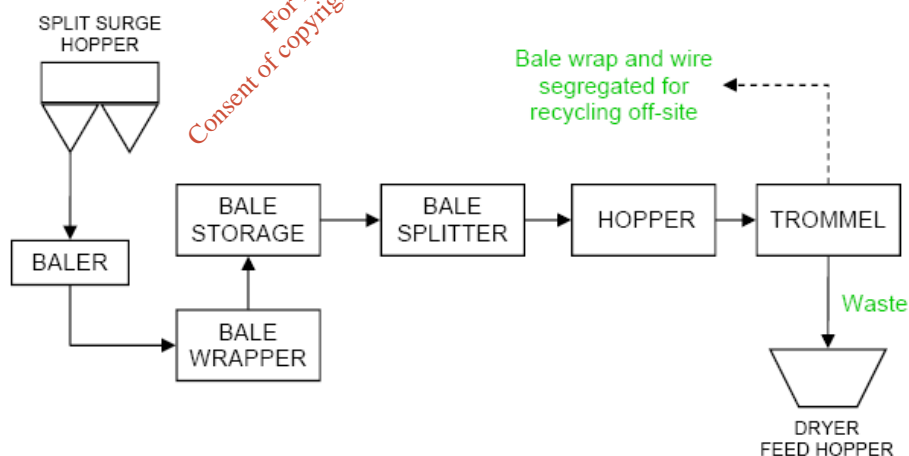 SPLIT SURGE
HOPPER
For
Consent of
Bale wrap and wire
segregated for
recycling off-site
BALE
STORAGE
BALE
SPLITTER
HOPPER
TROMMEL
BALER
BALE
WRAPPER
Waste
DRYER
FEED HOPPER